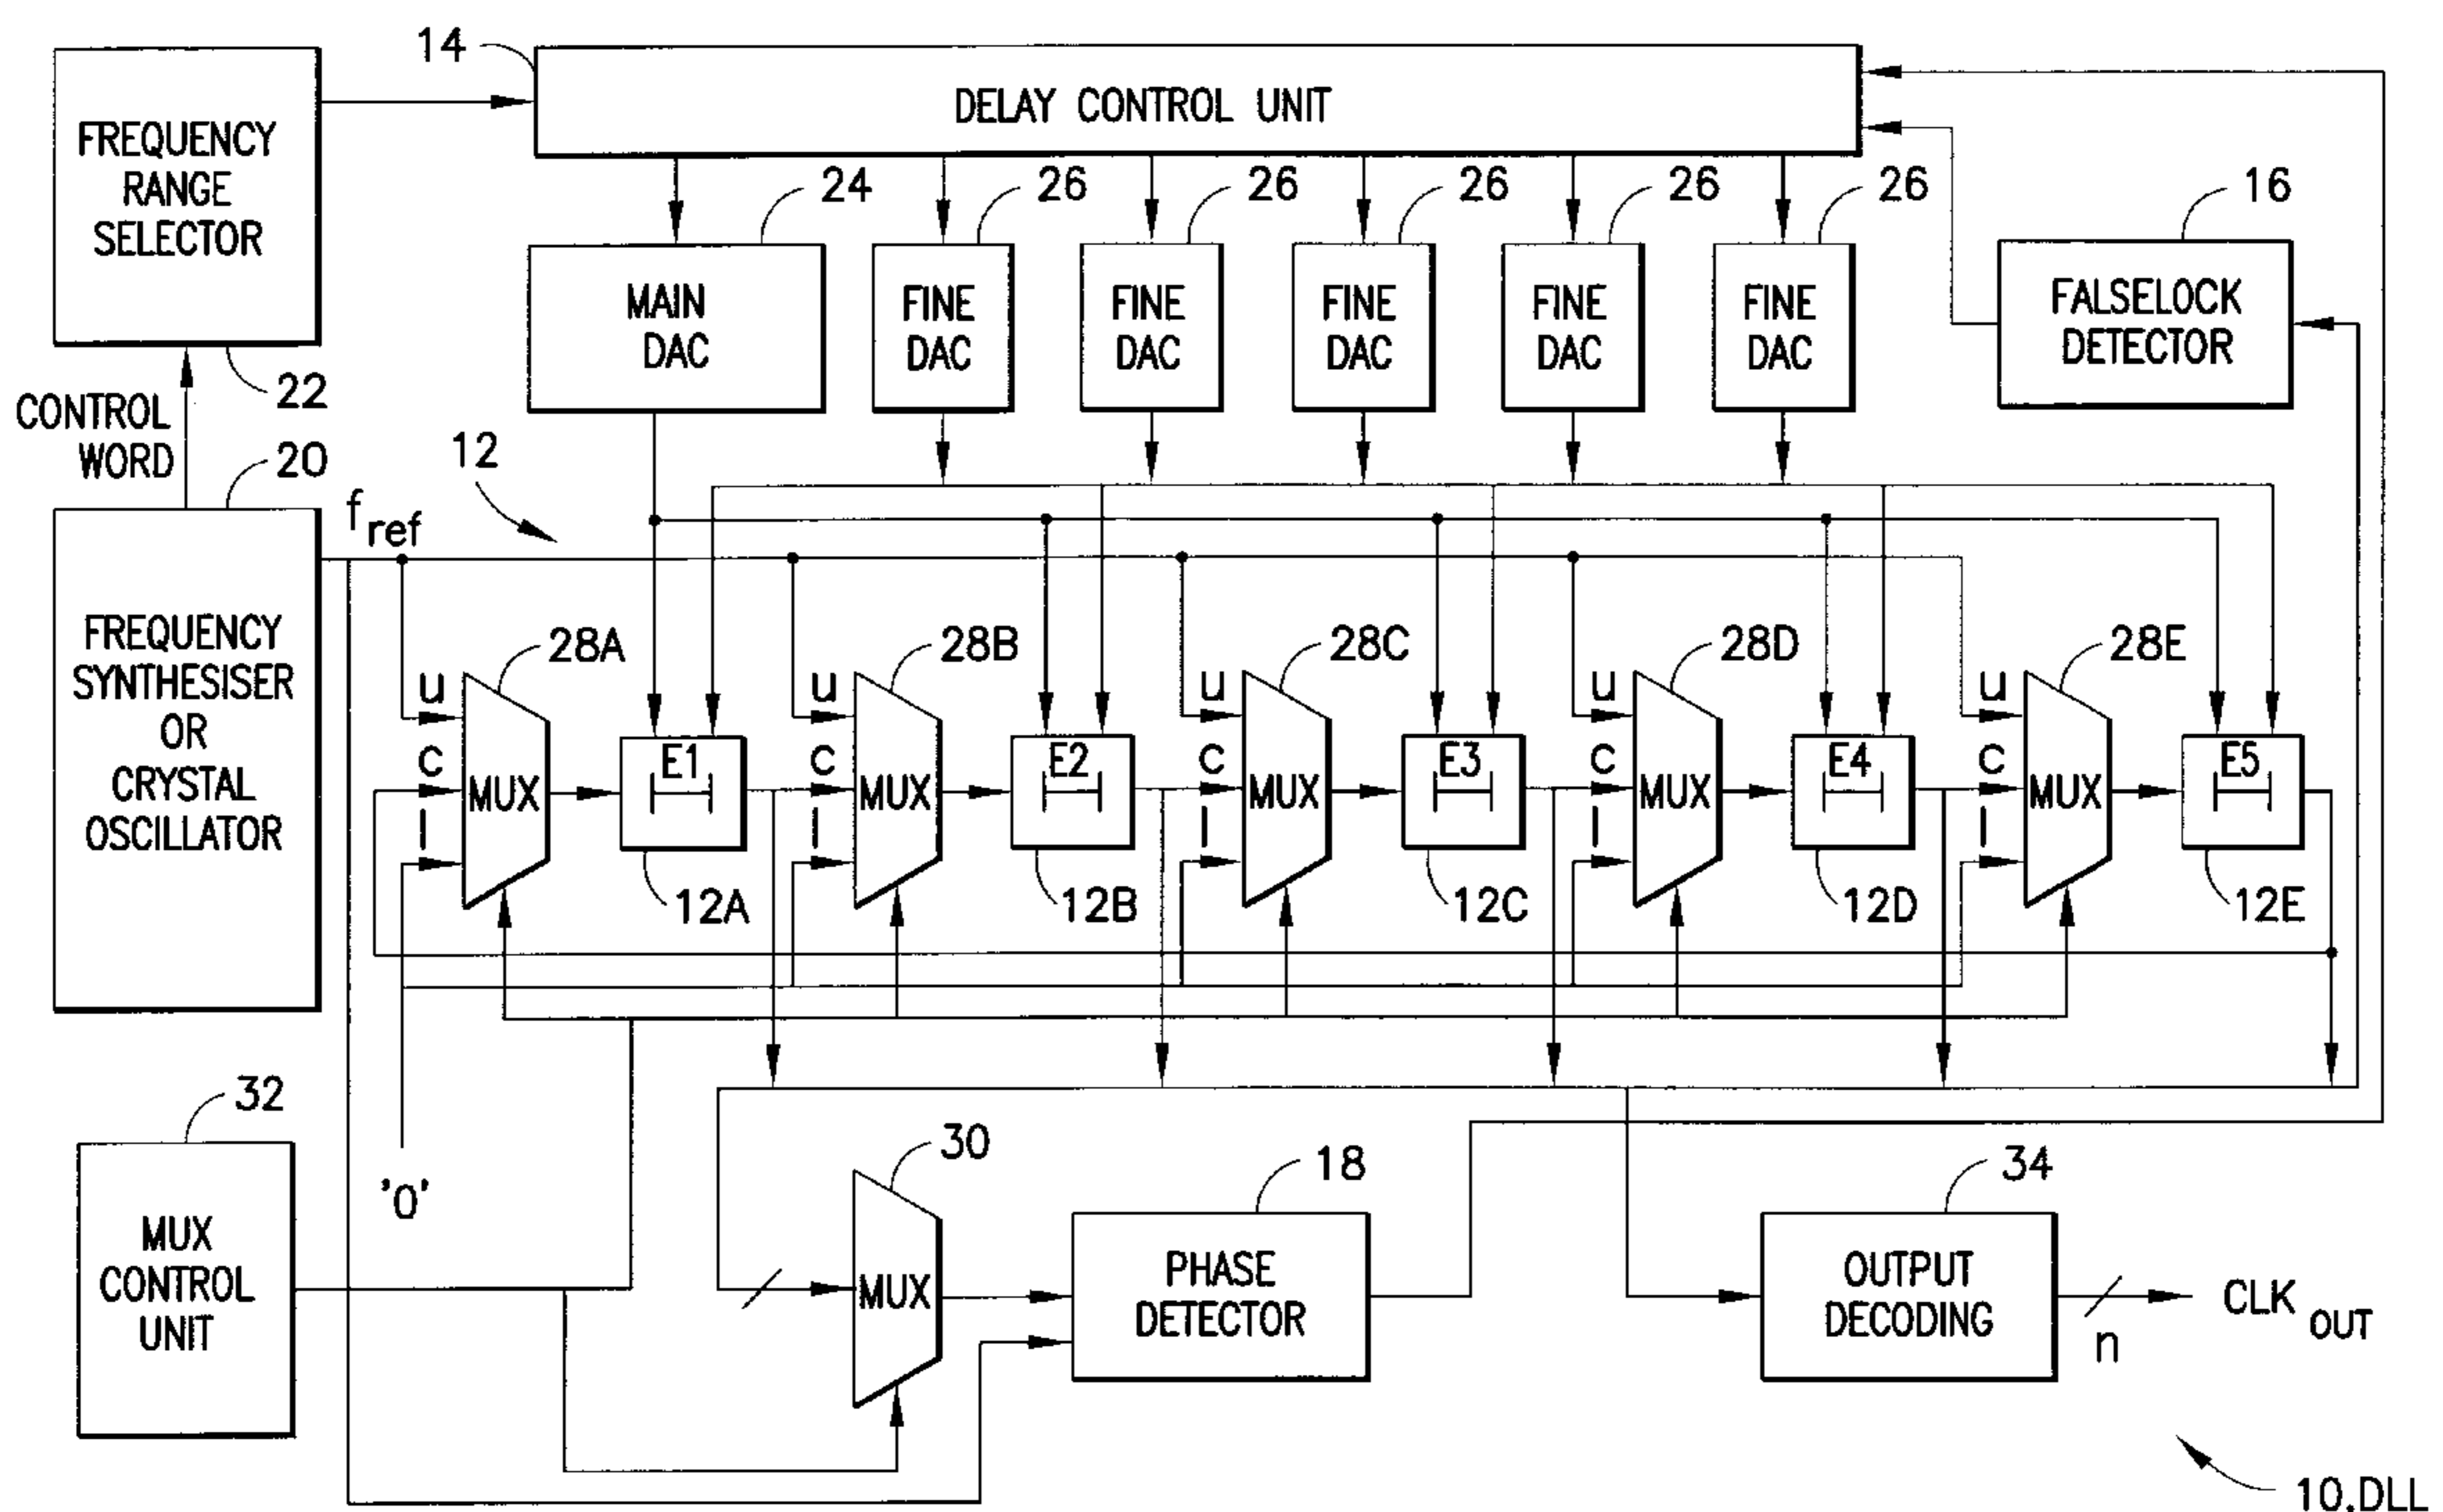 14
DELAY CONTROL UNIT
FREQUENCY
RANGE
SELECTOR
22
CONTROL
WORD
24
26
26
26
26
26
16
MAIN
DAC
FINE
DAC
FINE
DAC
FINE
DAC
FINE
DAC
FINE
DAC
FALSELOCK
DETECTOR
20
12
fref
FREQUENCY
SYNTHESISER
OR
CRYSTAL
OSCILLATOR
28A
28B
28C
28D
28E
u
c
l
MUX
E1
12A
u
c
l
MUX
E2
12B
u
c
l
MUX
E3
12C
u
c
l
MUX
E4
12D
u
c
l
MUX
E5
12E
'0'
32
MUX
CONTROL
UNIT
30
MUX
18
PHASE
DETECTOR
34
OUTPUT
DECODING
n
CLK OUT
10,DLL